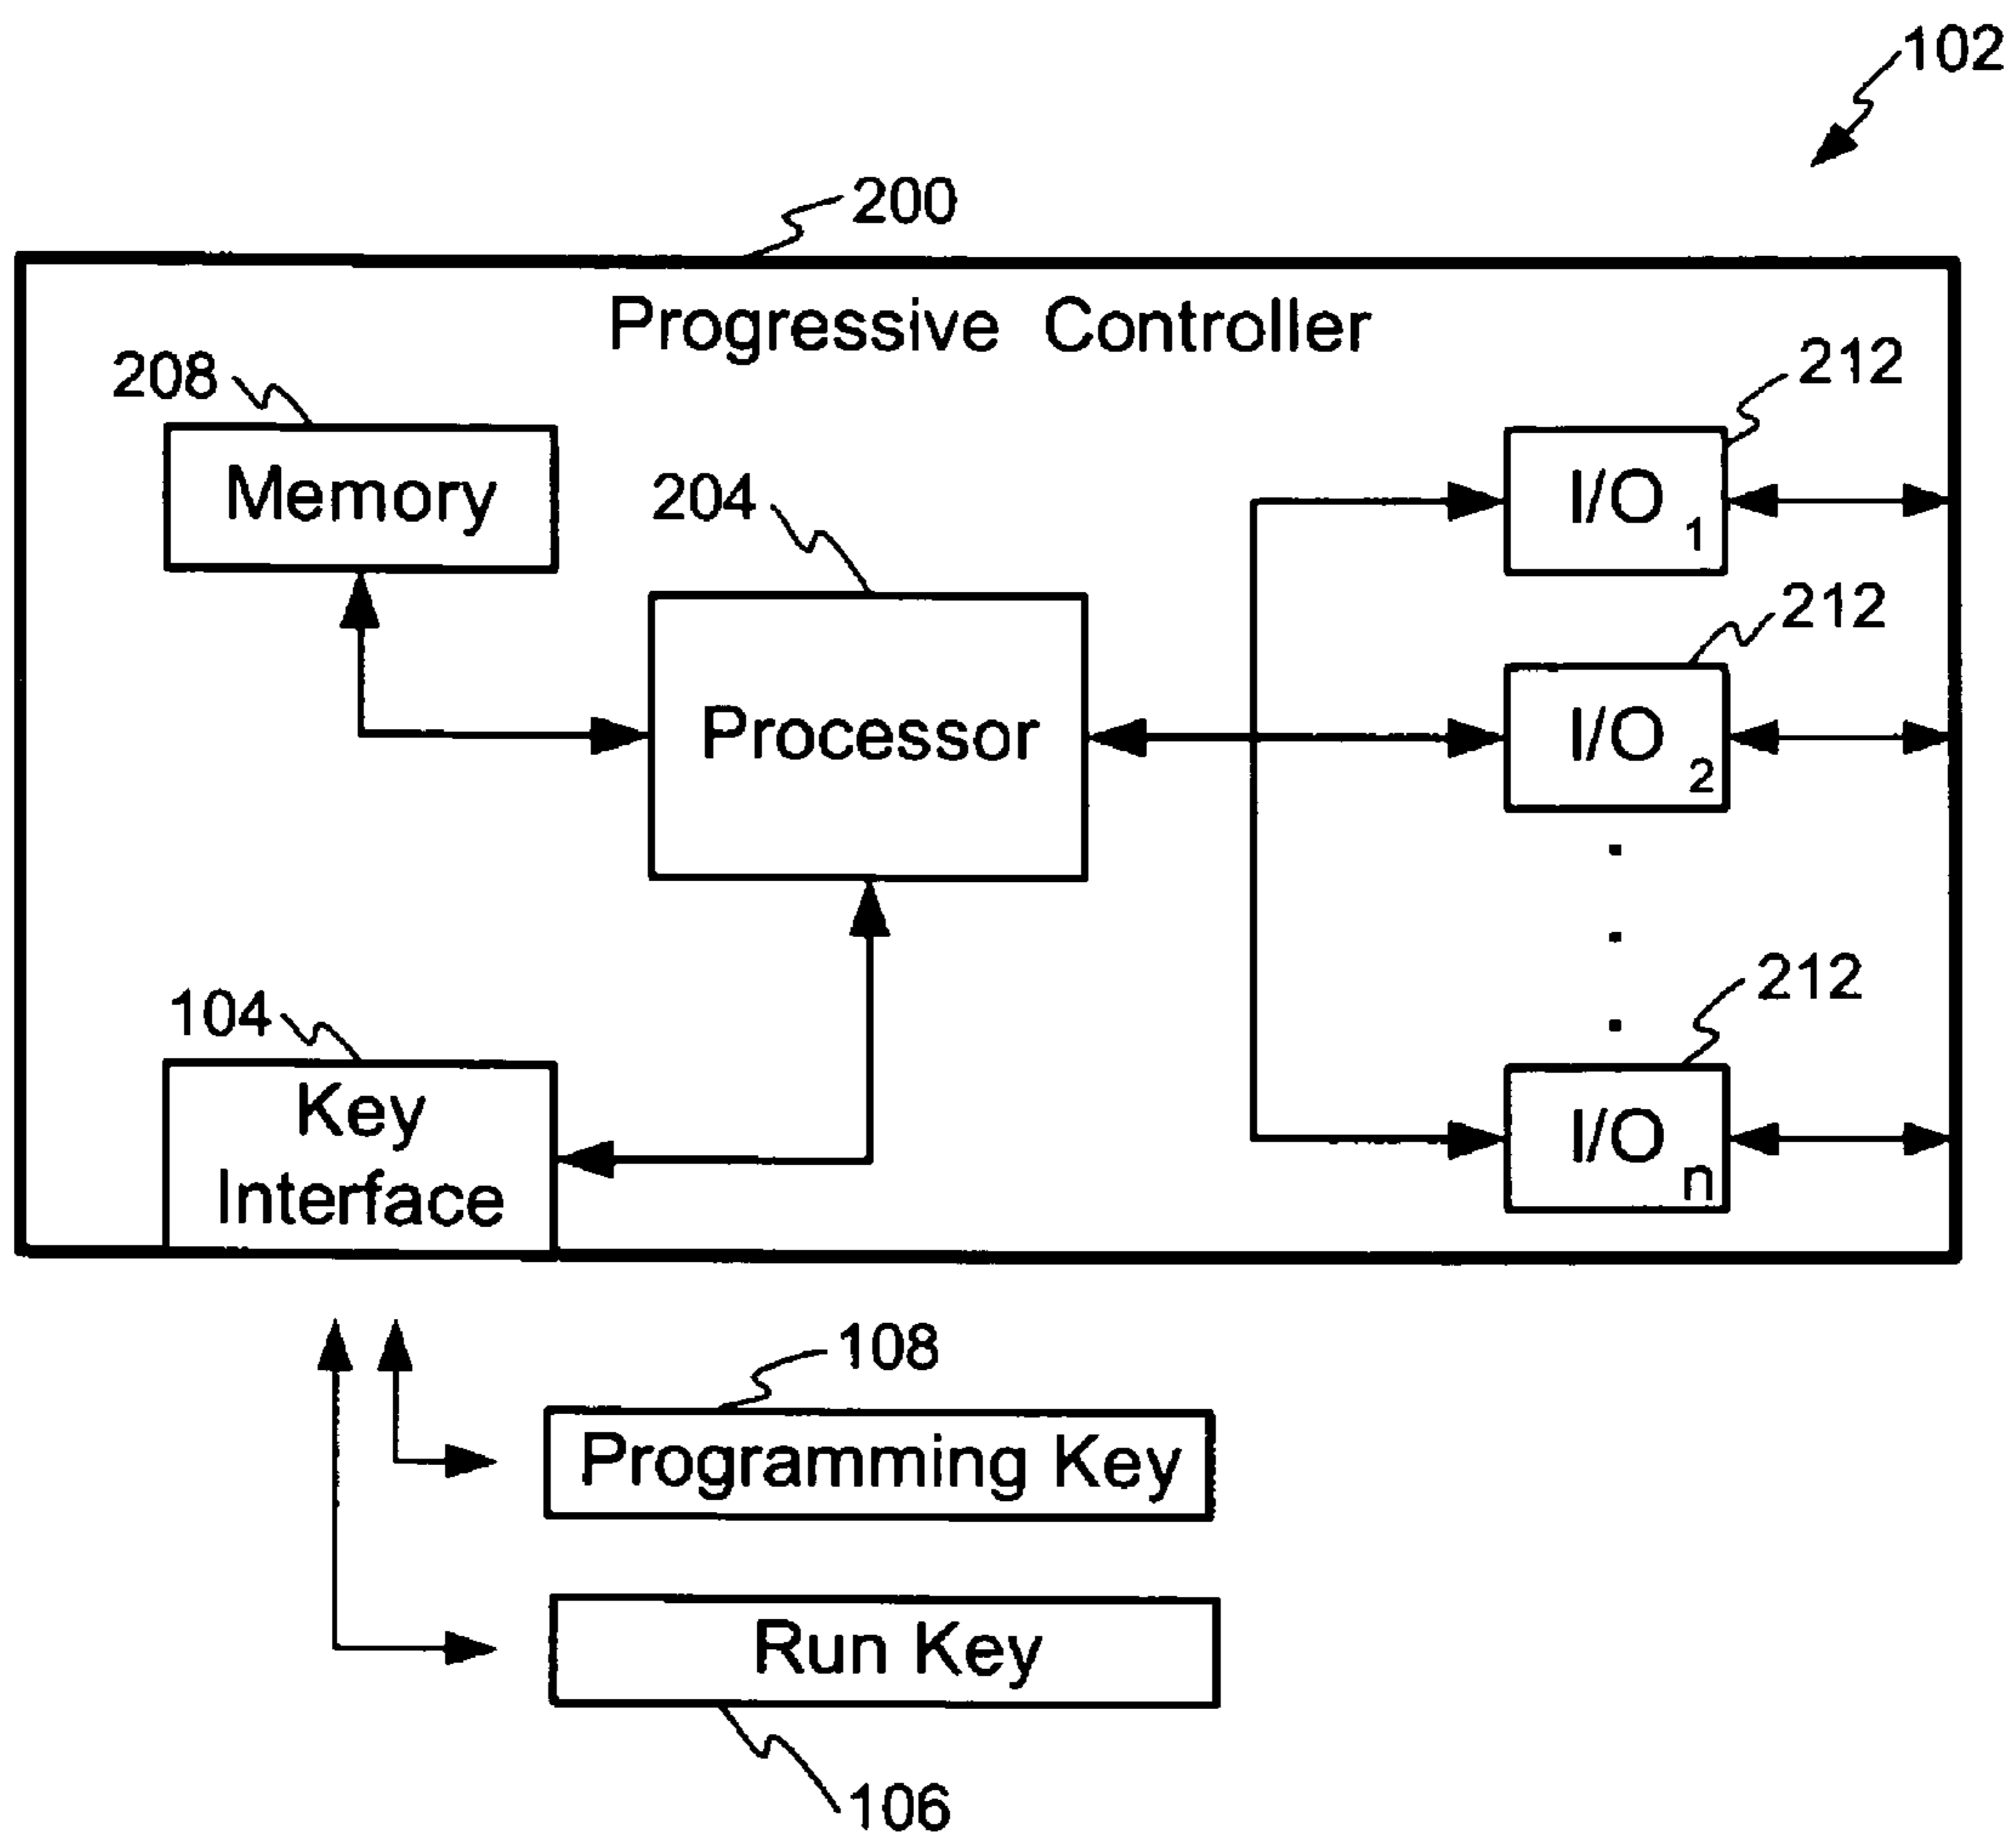 102
200
Progressive Controller
208
212
Memory
204
I/O 1
212
Processor
I/O 2
212
104
Key
Interface
I/O n
108
Programming Key
Run Key
106